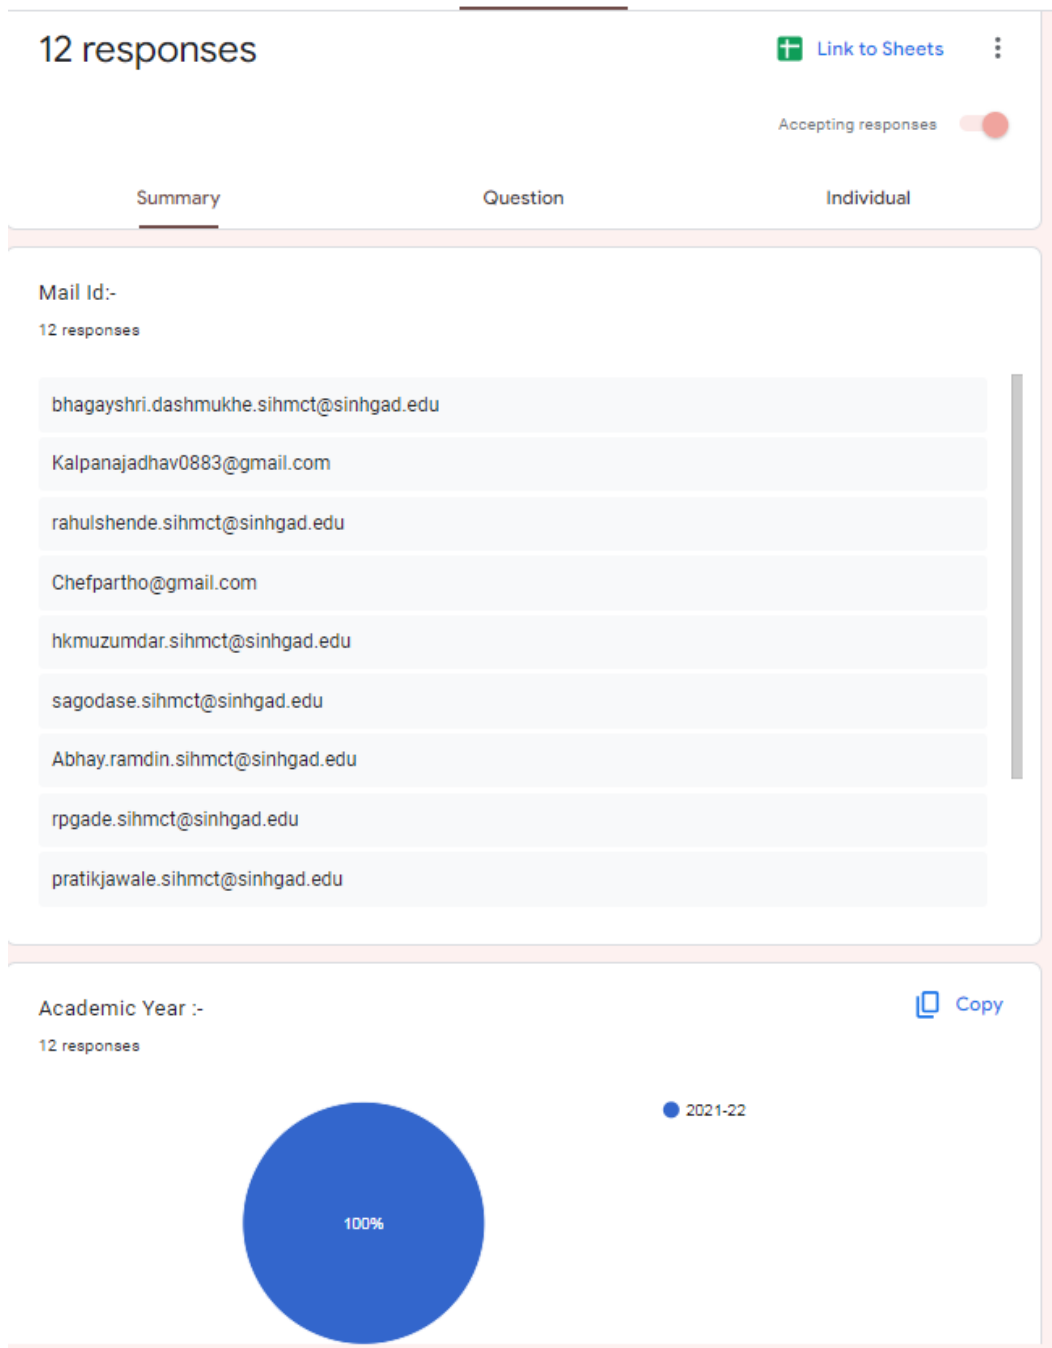 12 responses
Link to Sheets
Accepting responses
Summary Question Individual
Mail Id:-
12 responses
bhagayshri.dashmukhe.sihmct@sinhgad.edu
Kalpanajadhav0883@gmail.com
rahulshende.sihmct@sinhgad.edu
Chefpartho@gmail.com
hkmuzumdar.sihmct@sinhgad.edu
sagodase.sihmct@sinhgad.edu
Abhay.ramdin.sihmct@sinhgad.edu
rpgade.sihmct@sinhgad.edu
pratikjawale.sihmct@sinhgad.edu
Academic Year :-
Copy
12 responses
2021-22
100%